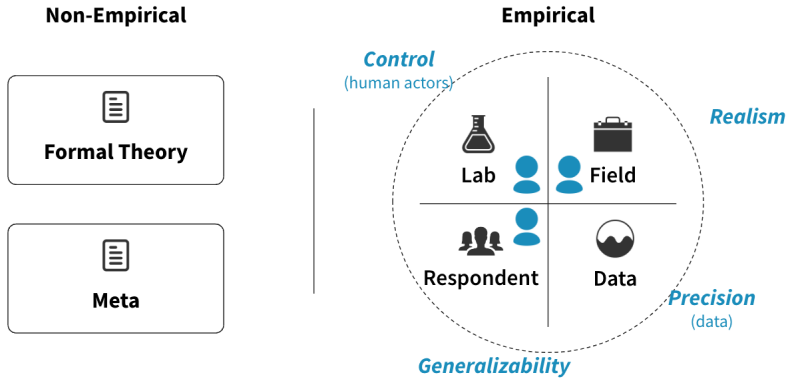 Non-Empirical
Empirical
Control
(human actors)
Realism
Formal Theory
Lab
Field
Respondent
Data
Meta
Precision
(data)
Generalizability